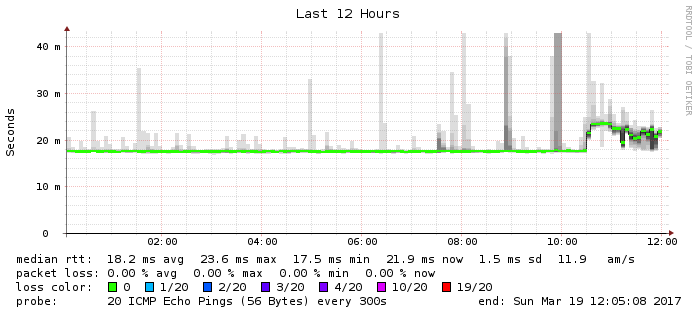 Last 12 Hours
RRDTOOL / TOBI OETIKER
Seconds
40 m
30 m
20 m
10 m
0
02:00 04:00 06:00 08:00 10:00 12:00
median rtt: 18.2 ms avg 23.6 ms max 17.5 ms min 21.9 ms now 1.5 ms sd 11.9 am/s
packet loss: 0.00 % avg 0.00 % max 0.00 % min 0.00 % now
loss color: 0 1/20 2/20 3/20 4/20 10/20 19/20
probe: 20 ICMP Echo Pings (56 Bytes) every 300s end: Sun Mar 19 12:05:08 2017